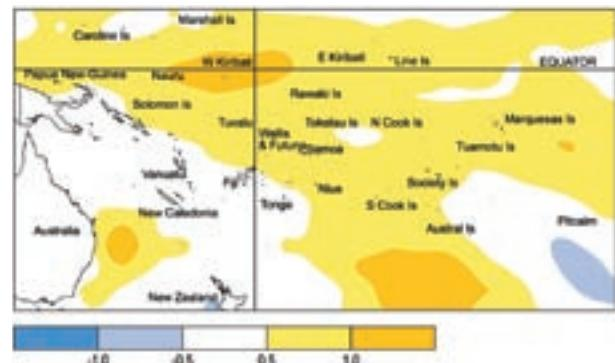 Marshall Is
Caroline Is
W Kiribati
E Kiribati
Line Is
EQUATOR
Papua New Guinea
Nauru
Rawaki Is
Solomon Is
Tuvalu
Tokelau Is
N Cook Is
Marquesas Is
Wallis
& Futuna
Samoa
Tuamotu Is
Vanuatu
Fiji
Niue
Society Is
New Caledonia
Tonga
S Cook Is
Pitcairn
Australia
Austral Is
New Zealand
-1.0 -0.5 0.5 1.0